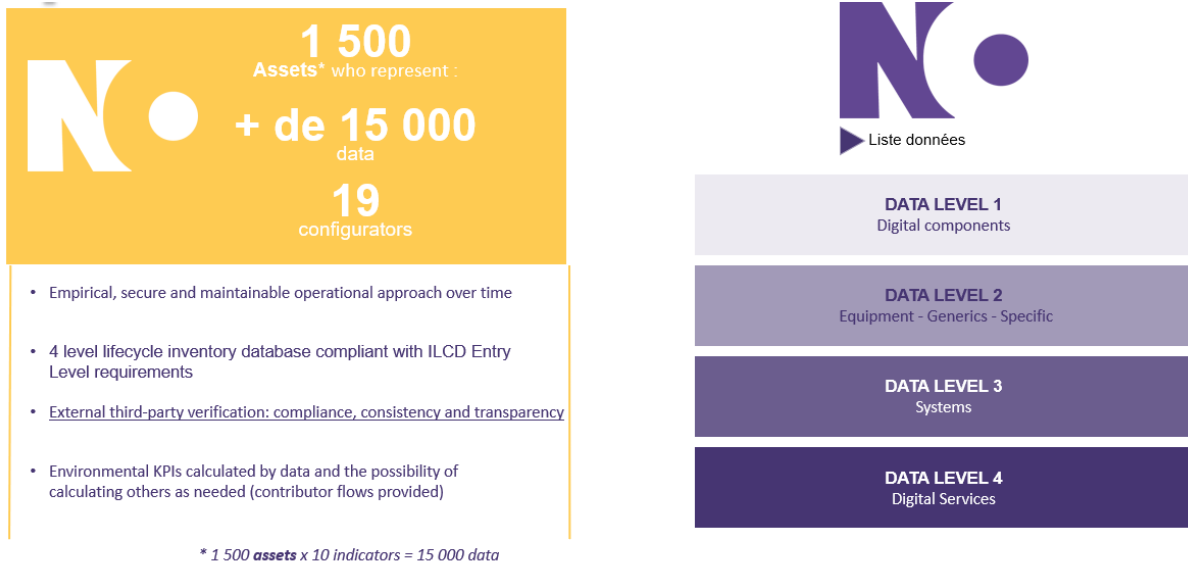 1 500
Assets* who represent :
+ de 15 000
data
19
configurators
• Empirical, secure and maintainable operational approach over time
• 4 level lifecycle inventory database compliant with ILCD Entry
Level requirements
• External third-party verification: compliance, consistency and transparency
• Environmental KPIs calculated by data and the possibility of
calculating others as needed (contributor flows provided)
* 1 500 assets x 10 indicators = 15 000 data
Liste données
DATA LEVEL 1
Digital components
DATA LEVEL 2
Equipment - Generics - Specific
DATA LEVEL 3
Systems
DATA LEVEL 4
Digital Services